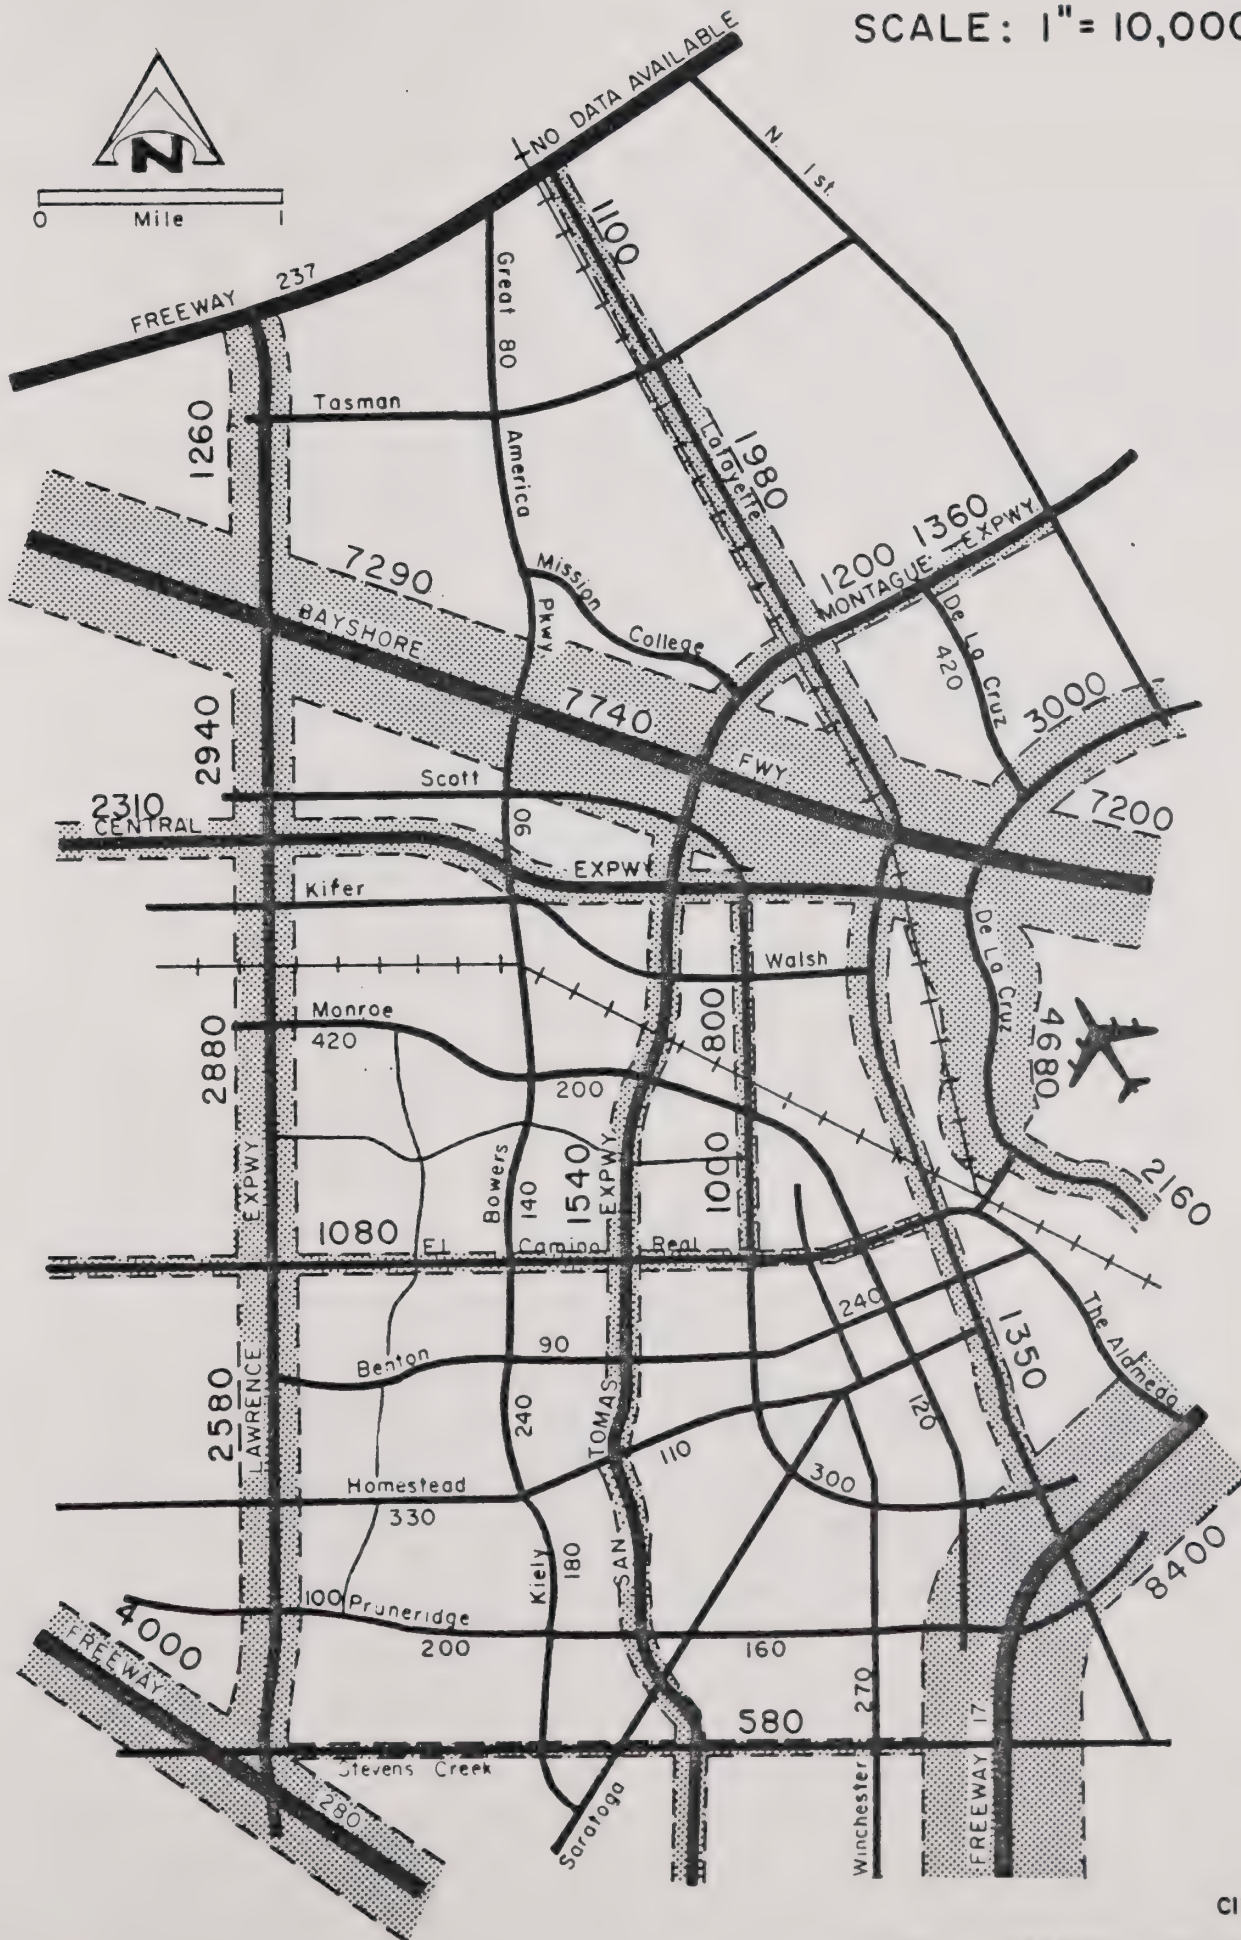 SCALE: 1"= 10,000
N
0 Mile 1
NO DATA AVAILABLE
N. 1st.
FREEWAY 237
1100
Great 80
America
Pkwy
Tasman
1260
Lafayette
1980
7290
Mission
College
1200 1360
MONTAGUE EXPWY
De La Cruz
420
BAYSHORE
7740
FWY
3000
7200
2940
Scott
90
2310
CENTRAL
EXPWY
Kifer
Walsh
De La Cruz
4680
Monroe
420
200
800
2880
EXPWY
Bowers
140
1540
EXPWY
1000
2160
1080
El Camino Real
240
The Alameda
Benton
90
1350
2580
LAWRENCE
240
TOMAS
110
120
Homestead
330
300
Kiely
180
SAN
8400
100 Pruneridge
200
160
4000
FREEWAY
280
270
Winchester
580
Stevens Creek
Saratoga
FREEWAY 17
CI